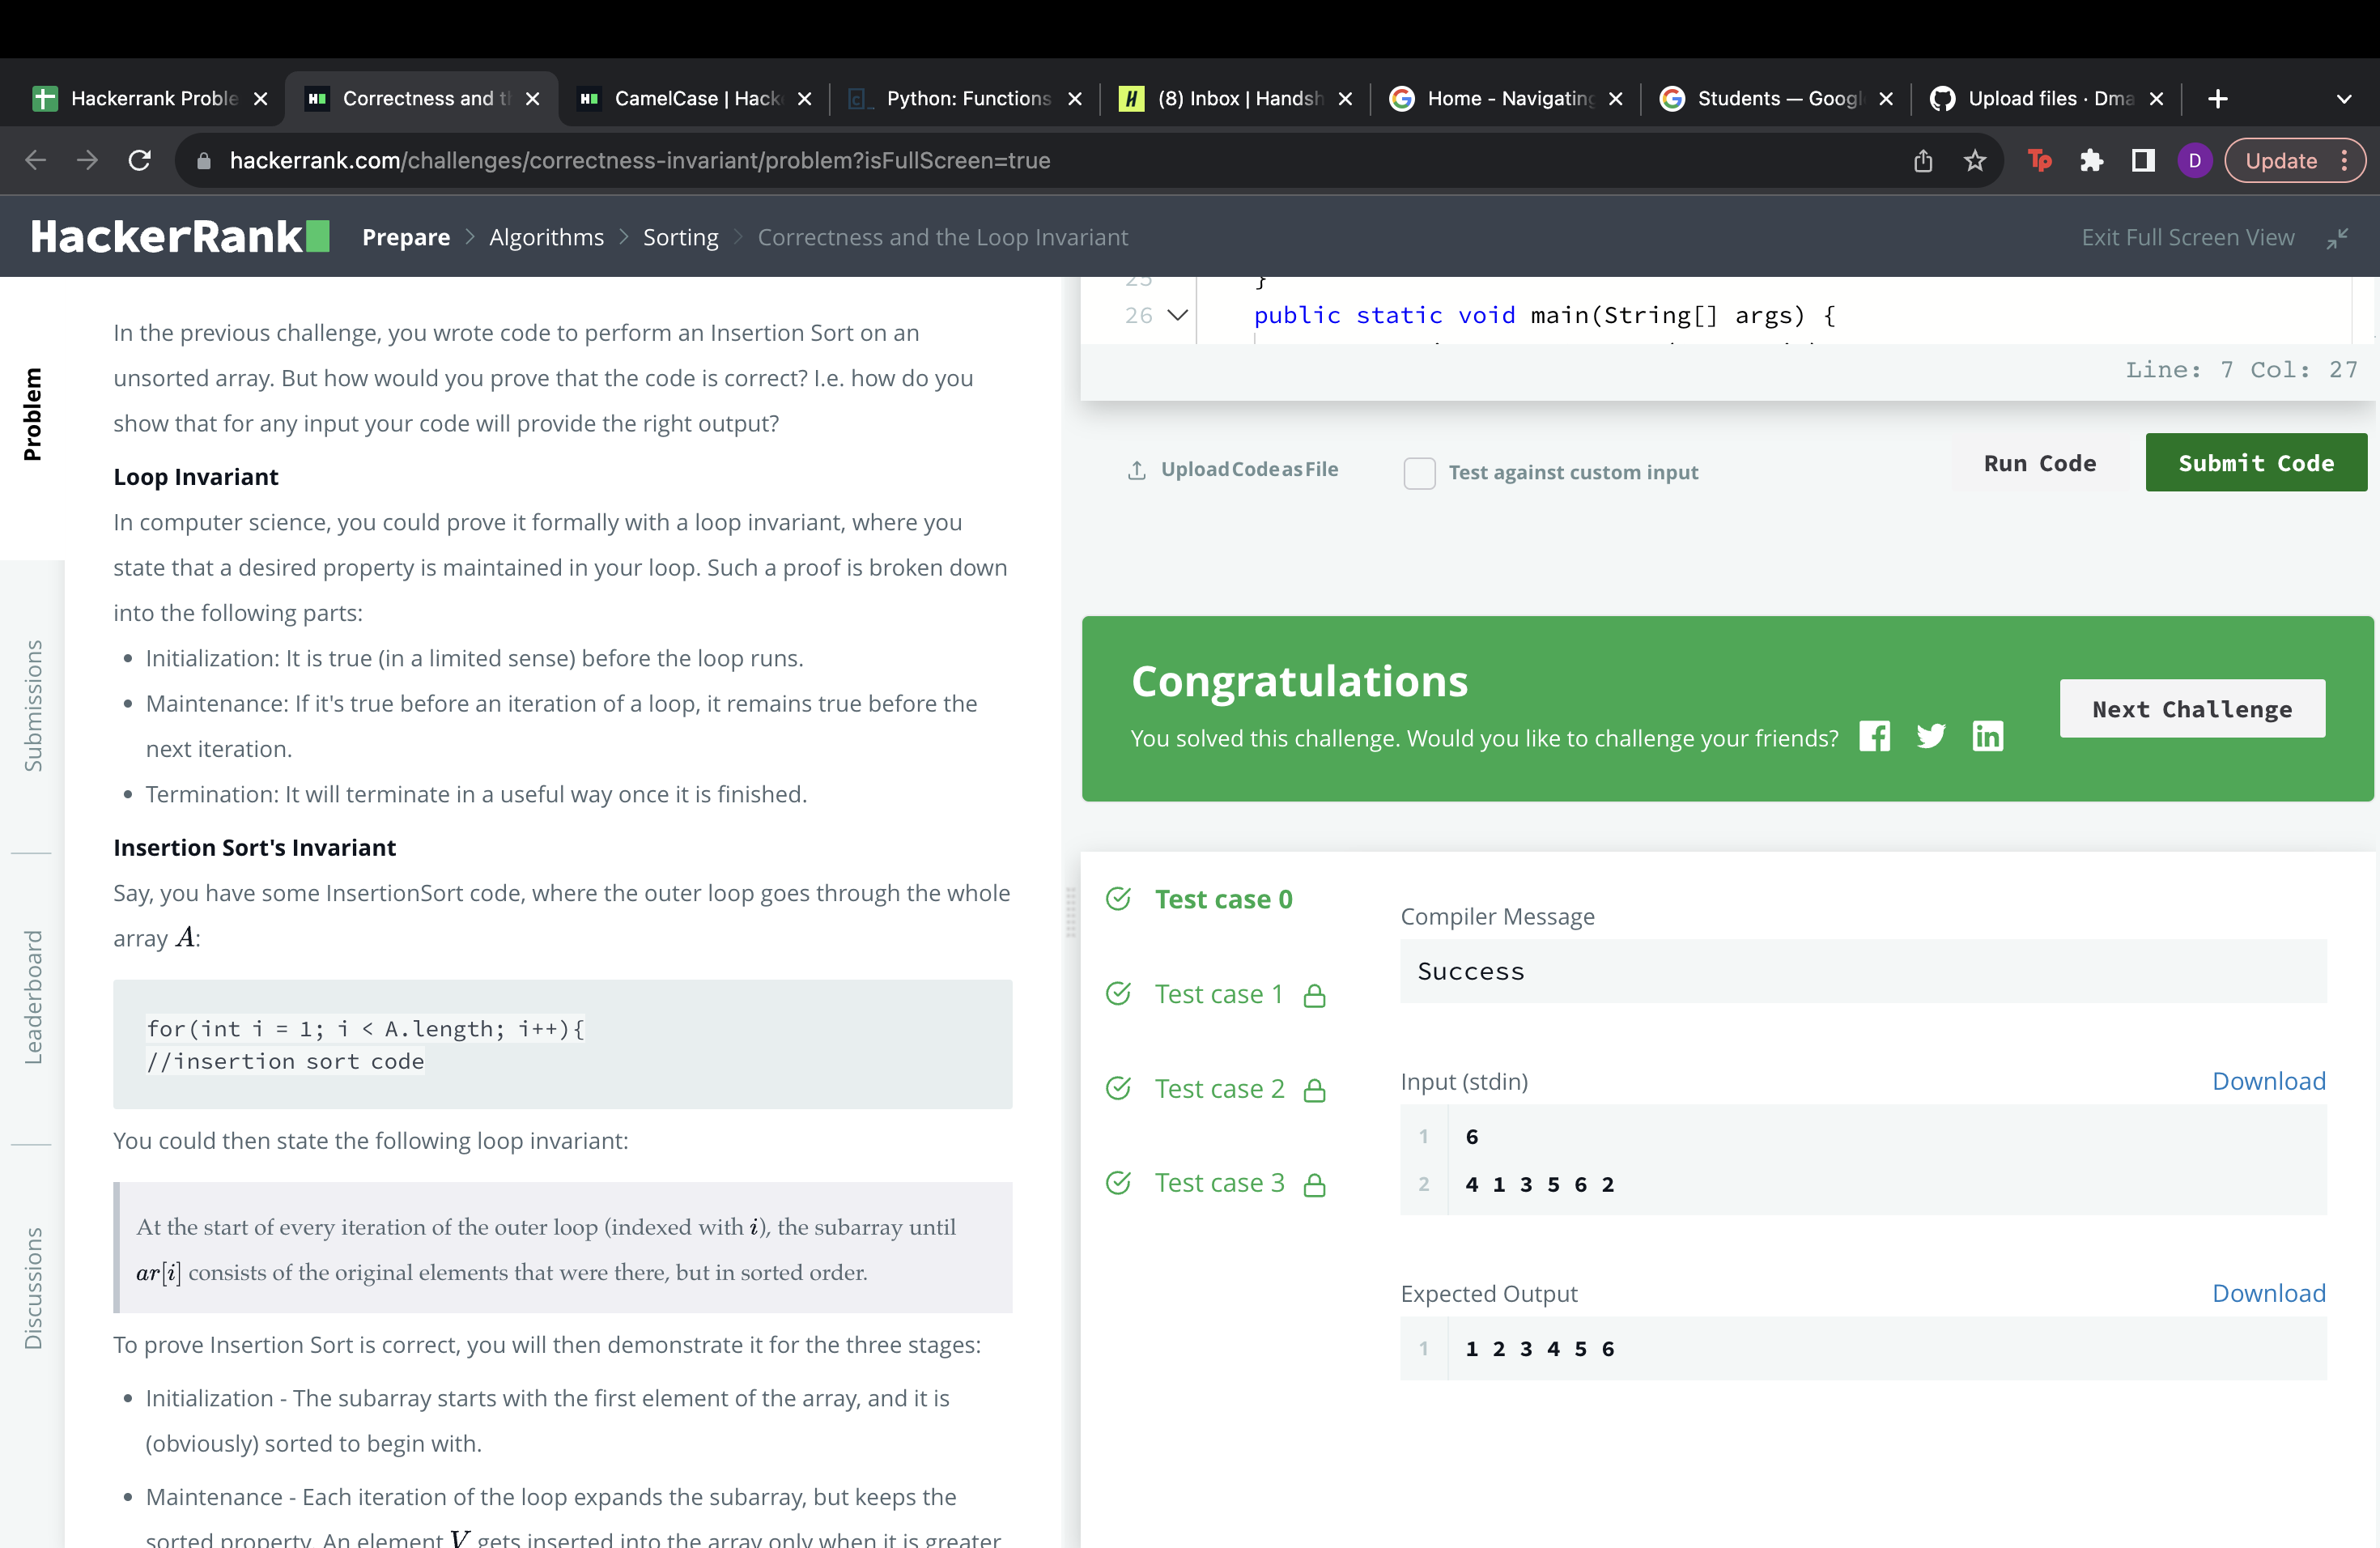 Hackerrank Proble
Correctness and th
CamelCase | Hack
Python: Functions
(8) Inbox | Handsh
Home - Navigating
Students — Googl
Upload files · Dma
hackerrank.com/challenges/correctness-invariant/problem?isFullScreen=true
Tp
D
Update
HackerRank
Prepare > Algorithms > Sorting > Correctness and the Loop Invariant
Exit Full Screen View
Problem
Submissions
Leaderboard
Discussions
In the previous challenge, you wrote code to perform an Insertion Sort on an
unsorted array. But how would you prove that the code is correct? I.e. how do you
show that for any input your code will provide the right output?
Loop Invariant
In computer science, you could prove it formally with a loop invariant, where you
state that a desired property is maintained in your loop. Such a proof is broken down
into the following parts:
• Initialization: It is true (in a limited sense) before the loop runs.
• Maintenance: If it's true before an iteration of a loop, it remains true before the
next iteration.
• Termination: It will terminate in a useful way once it is finished.
Insertion Sort's Invariant
Say, you have some InsertionSort code, where the outer loop goes through the whole
array A:
for(int i = 1; i < A.length; i++){
//insertion sort code
You could then state the following loop invariant:
At the start of every iteration of the outer loop (indexed with i), the subarray until
ar[i] consists of the original elements that were there, but in sorted order.
To prove Insertion Sort is correct, you will then demonstrate it for the three stages:
• Initialization - The subarray starts with the first element of the array, and it is
(obviously) sorted to begin with.
• Maintenance - Each iteration of the loop expands the subarray, but keeps the
sorted property. An element V gets inserted into the array only when it is greater
25 }
26 public static void main(String[] args) {
Line: 7 Col: 27
Upload Code as File
Test against custom input
Run Code
Submit Code
Congratulations
You solved this challenge. Would you like to challenge your friends?
Next Challenge
Test case 0
Test case 1
Test case 2
Test case 3
Compiler Message
Success
Input (stdin)
Download
1 6
2 4 1 3 5 6 2
Expected Output
Download
1 1 2 3 4 5 6